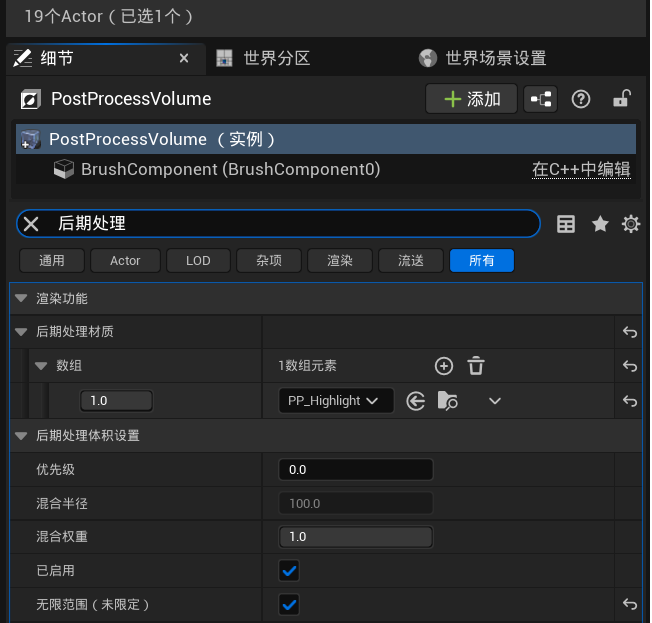 19个Actor（已选1个）
细节 × 世界分区 世界场景设置
PostProcessVolume 添加
PostProcessVolume （实例）
BrushComponent (BrushComponent0) 在C++中编辑
后期处理
通用 Actor LOD 杂项 渲染 流送 所有
渲染功能
后期处理材质
数组 1数组元素
1.0 PP_Highlight
后期处理体积设置
优先级 0.0
混合半径 100.0
混合权重 1.0
已启用
无限范围（未限定）